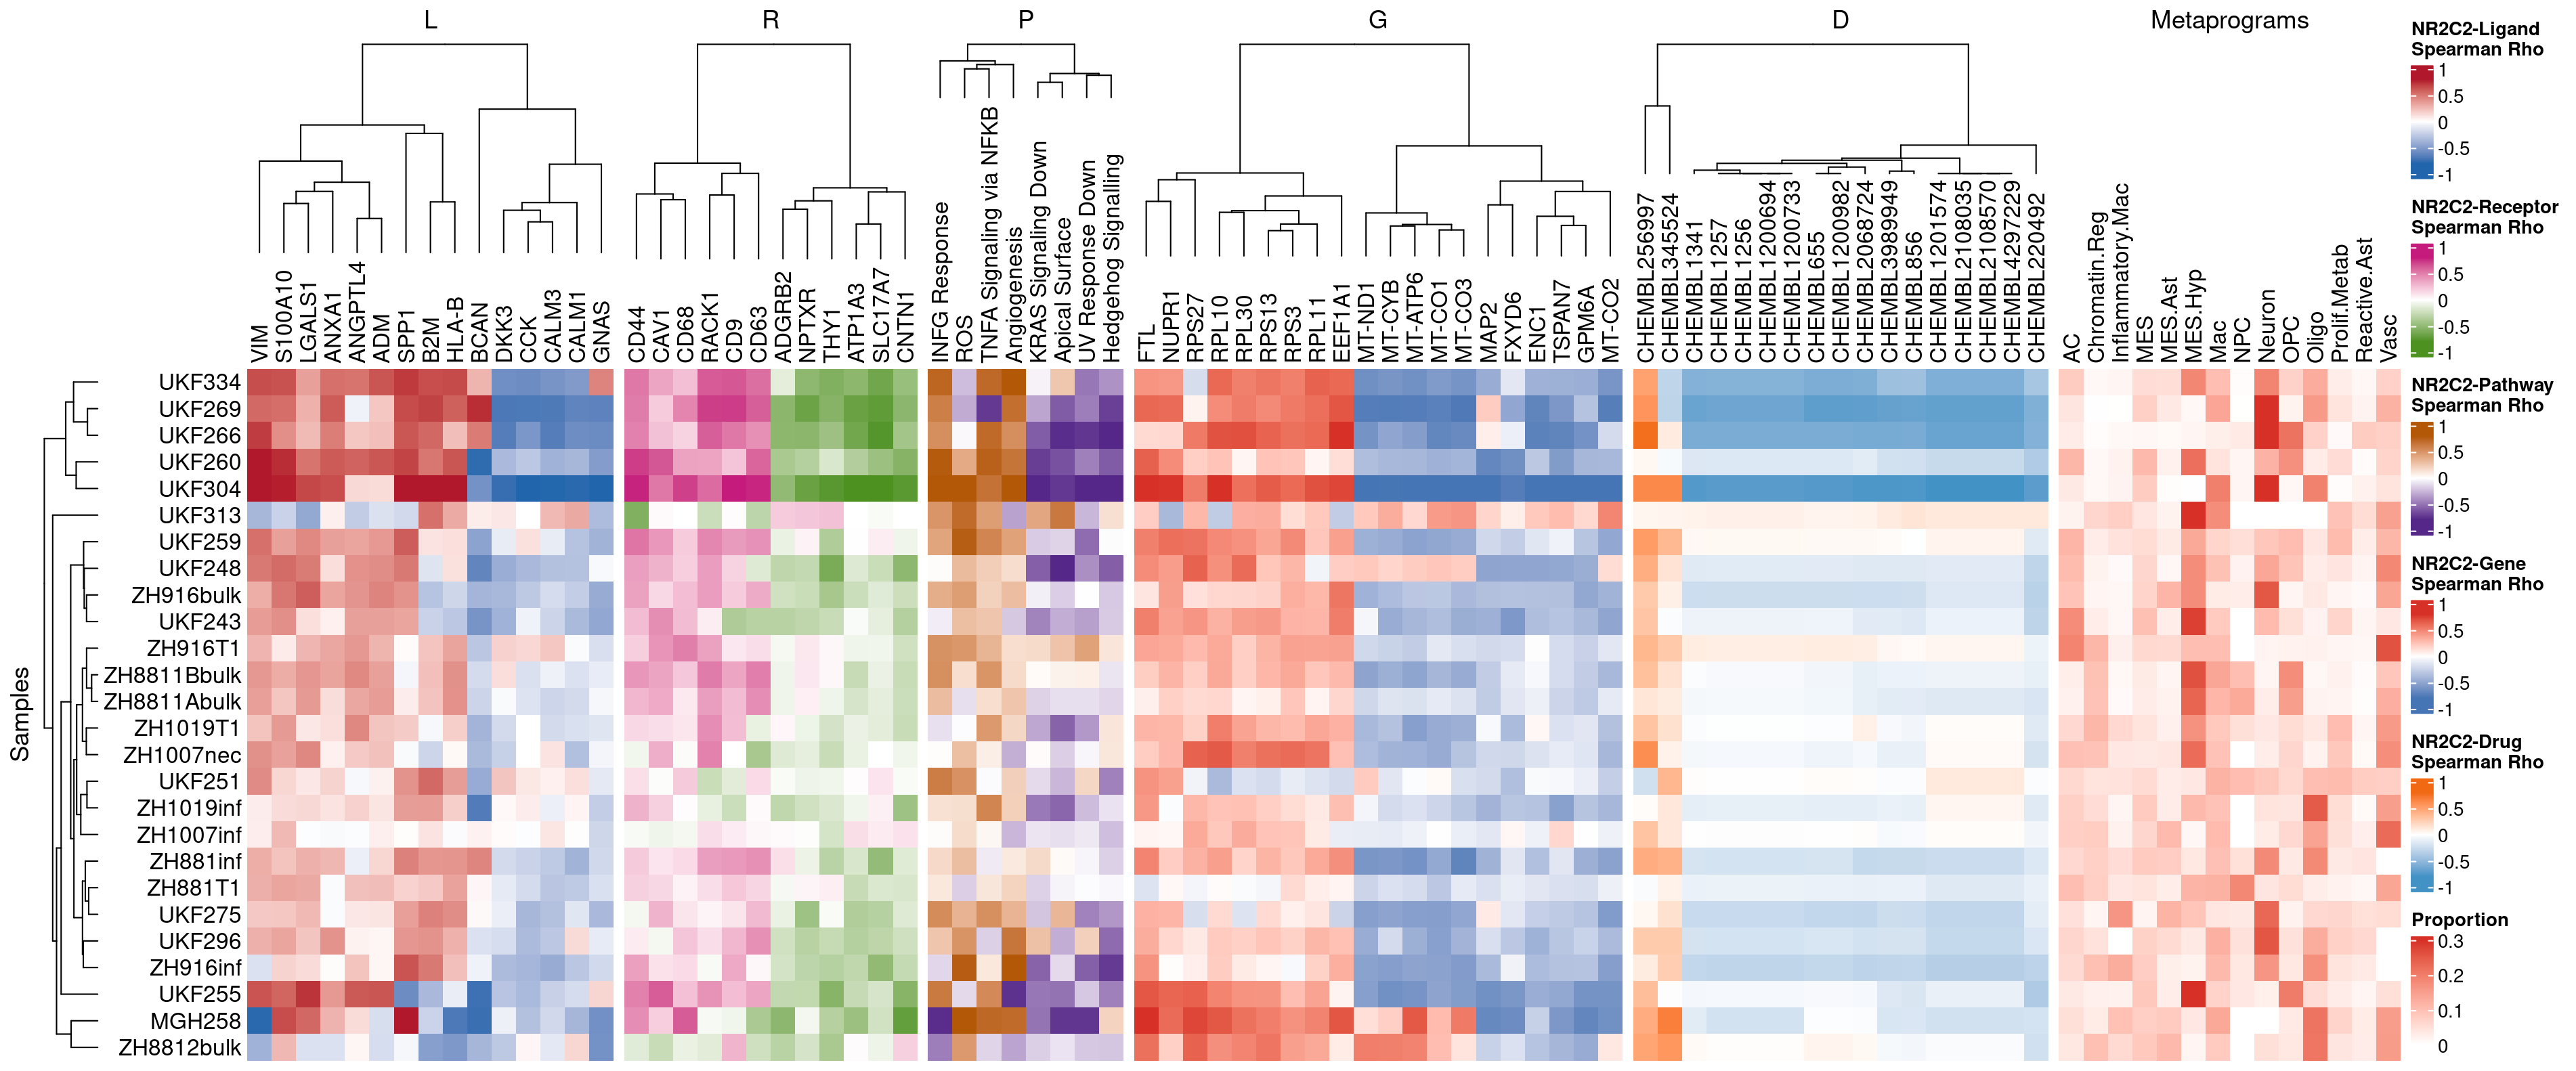 L
R
P
G
D
Metaprograms
VIM
S100A10
LGALS1
ANXA1
ANGPTL4
ADM
SPP1
B2M
HLA-B
BCAN
DKK3
CCK
CALM3
CALM1
GNAS
CD44
CAV1
CD68
RACK1
CD9
CD63
ADGRB2
NPTXR
THY1
ATP1A3
SLC17A7
CNTN1
INFG Response
ROS
TNFA Signaling via NFKB
Angiogenesis
KRAS Signaling Down
Apical Surface
UV Response Down
Hedgehog Signalling
FTL
NUPR1
RPS27
RPL10
RPL30
RPS13
RPS3
RPL11
EEF1A1
MT-ND1
MT-CYB
MT-ATP6
MT-CO1
MT-CO3
MAP2
FXYD6
ENC1
TSPAN7
GPM6A
MT-CO2
CHEMBL256997
CHEMBL345524
CHEMBL1341
CHEMBL1257
CHEMBL1256
CHEMBL1200694
CHEMBL1200733
CHEMBL655
CHEMBL1200982
CHEMBL2068724
CHEMBL3989949
CHEMBL856
CHEMBL1201574
CHEMBL2108035
CHEMBL2108570
CHEMBL4297229
CHEMBL220492
AC
Chromatin.Reg
Inflammatory.Mac
MES
MES.Ast
MES.Hyp
Mac
NPC
Neuron
OPC
Oligo
Prolif.Metab
Reactive.Ast
Vasc
Samples
UKF334
UKF269
UKF266
UKF260
UKF304
UKF313
UKF259
UKF248
ZH916bulk
UKF243
ZH916T1
ZH8811Bbulk
ZH8811Abulk
ZH1019T1
ZH1007nec
UKF251
ZH1019inf
ZH1007inf
ZH881inf
ZH881T1
UKF275
UKF296
ZH916inf
UKF255
MGH258
ZH8812bulk
NR2C2-Ligand
Spearman Rho
1
0.5
0
-0.5
-1
NR2C2-Receptor
Spearman Rho
1
0.5
0
-0.5
-1
NR2C2-Pathway
Spearman Rho
1
0.5
0
-0.5
-1
NR2C2-Gene
Spearman Rho
1
0.5
0
-0.5
-1
NR2C2-Drug
Spearman Rho
1
0.5
0
-0.5
-1
Proportion
0.3
0.2
0.1
0